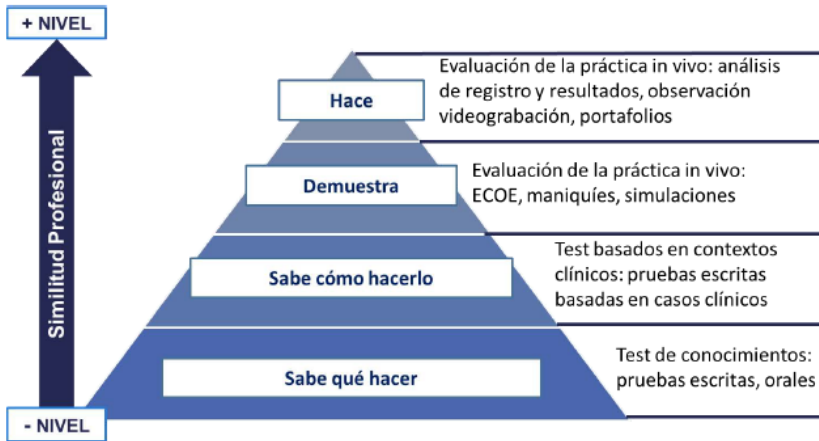 + NIVEL
Similitud Profesional
- NIVEL
Hace
Evaluación de la práctica in vivo: análisis
de registro y resultados, observación
videograbación, portafolios
Demuestra
Evaluación de la práctica in vivo:
ECOE, maniquíes, simulaciones
Sabe cómo hacerlo
Test basados en contextos
clínicos: pruebas escritas
basadas en casos clínicos
Sabe qué hacer
Test de conocimientos:
pruebas escritas, orales